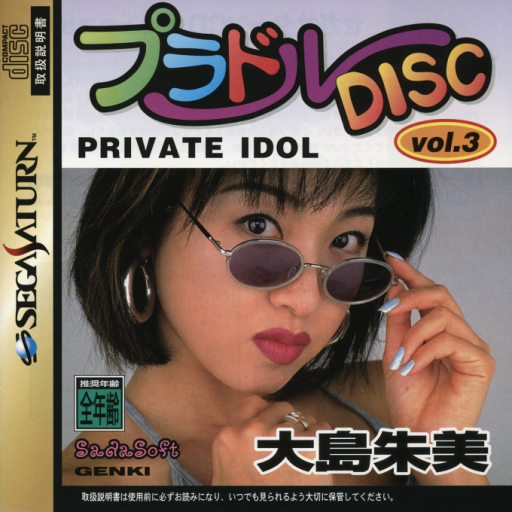 COMPACT
disc
取扱説明書
プラドルDISC
PRIVATE IDOL
vol.3
SEGA SATURN™
推奨年齢
全年齢
SadaSoft
GENKI
大島朱美
取扱説明書は使用前に必ずお読みになり、いつでも見られるよう大切に保管してください。